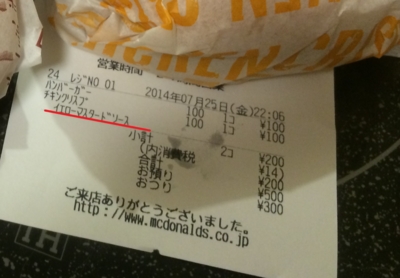 CHICKEN CR
営業時間
24 レジNO 01 2014年07月25日(金)22:06
ハンバーガー 100 1コ ¥100
チキンクリスプ 100 1コ ¥100
イエローマスタードソース
小計 2コ ¥200
(内消費税 ¥14)
合計 ¥200
お預り ¥500
おつり ¥300
ご来店ありがとうございました。
http://www.mcdonalds.co.jp